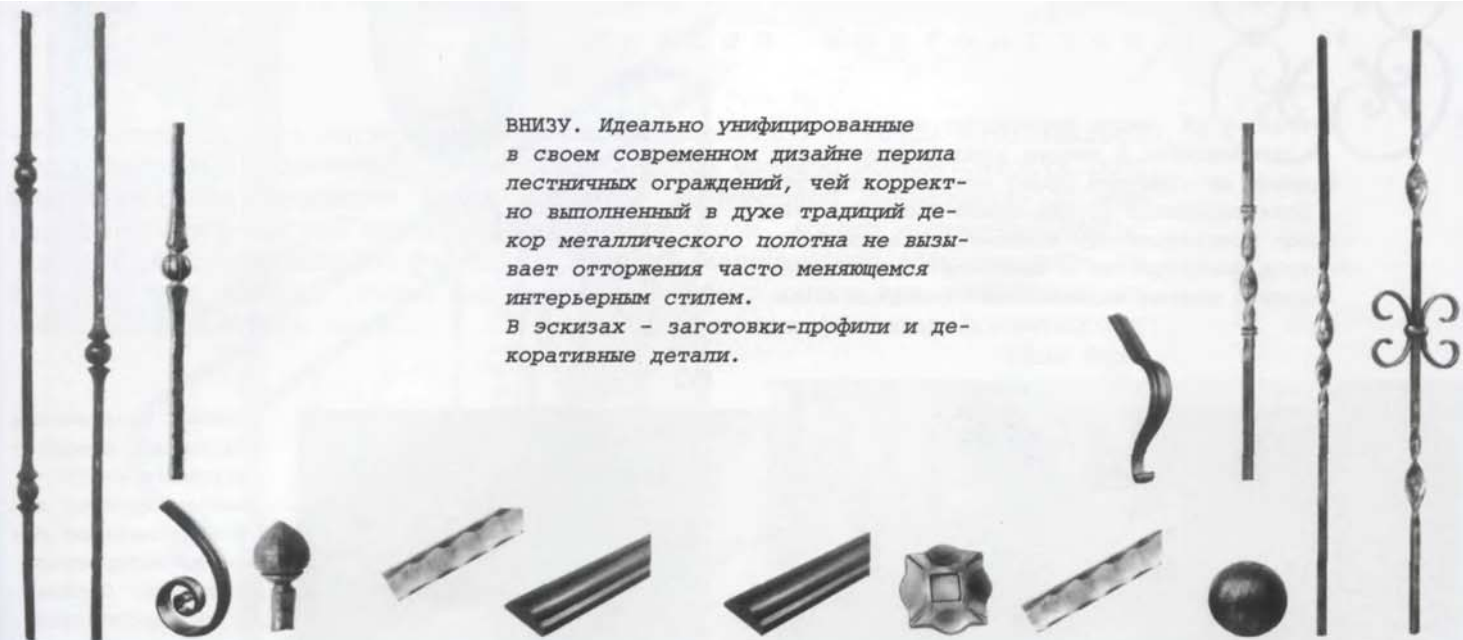 ВНИЗУ. Идеально унифицированные
в своем современном дизайне перила
лестничных ограждений, чей коррект-
но выполненный в духе традиций де-
кор металлического полотна не вызы-
вает отторжения часто меняющемся
интерьерным стилем.
В эскизах - заготовки-профили и де-
коративные детали.